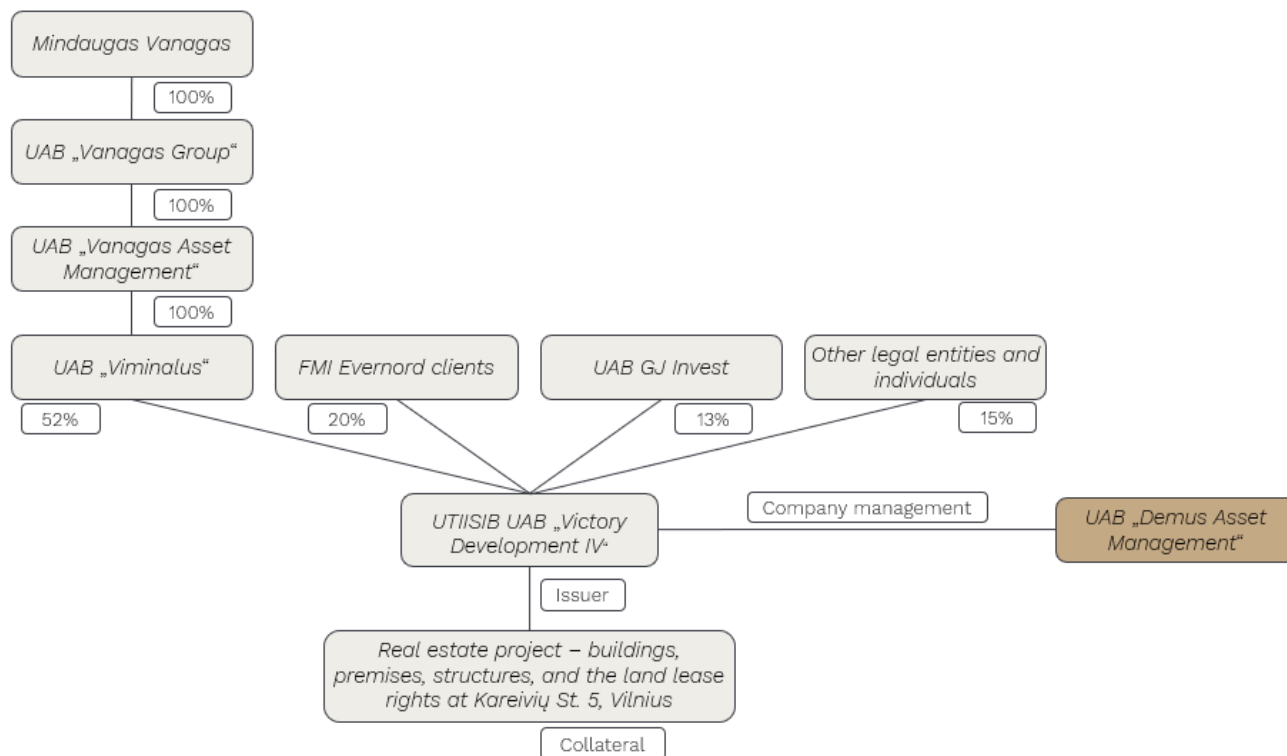 Mindaugas Vanagas
100%
UAB „Vanagas Group“
100%
UAB „Vanagas Asset
Management“
100%
UAB „Viminalus“
FMI Evernord clients
UAB GJ Invest
Other legal entities and
individuals
52%
20%
13%
15%
UTIISIB UAB „Victory
Development IV“
Company management
UAB „Demus Asset
Management“
Issuer
Real estate project – buildings,
premises, structures, and the land lease
rights at Kareivių St. 5, Vilnius
Collateral